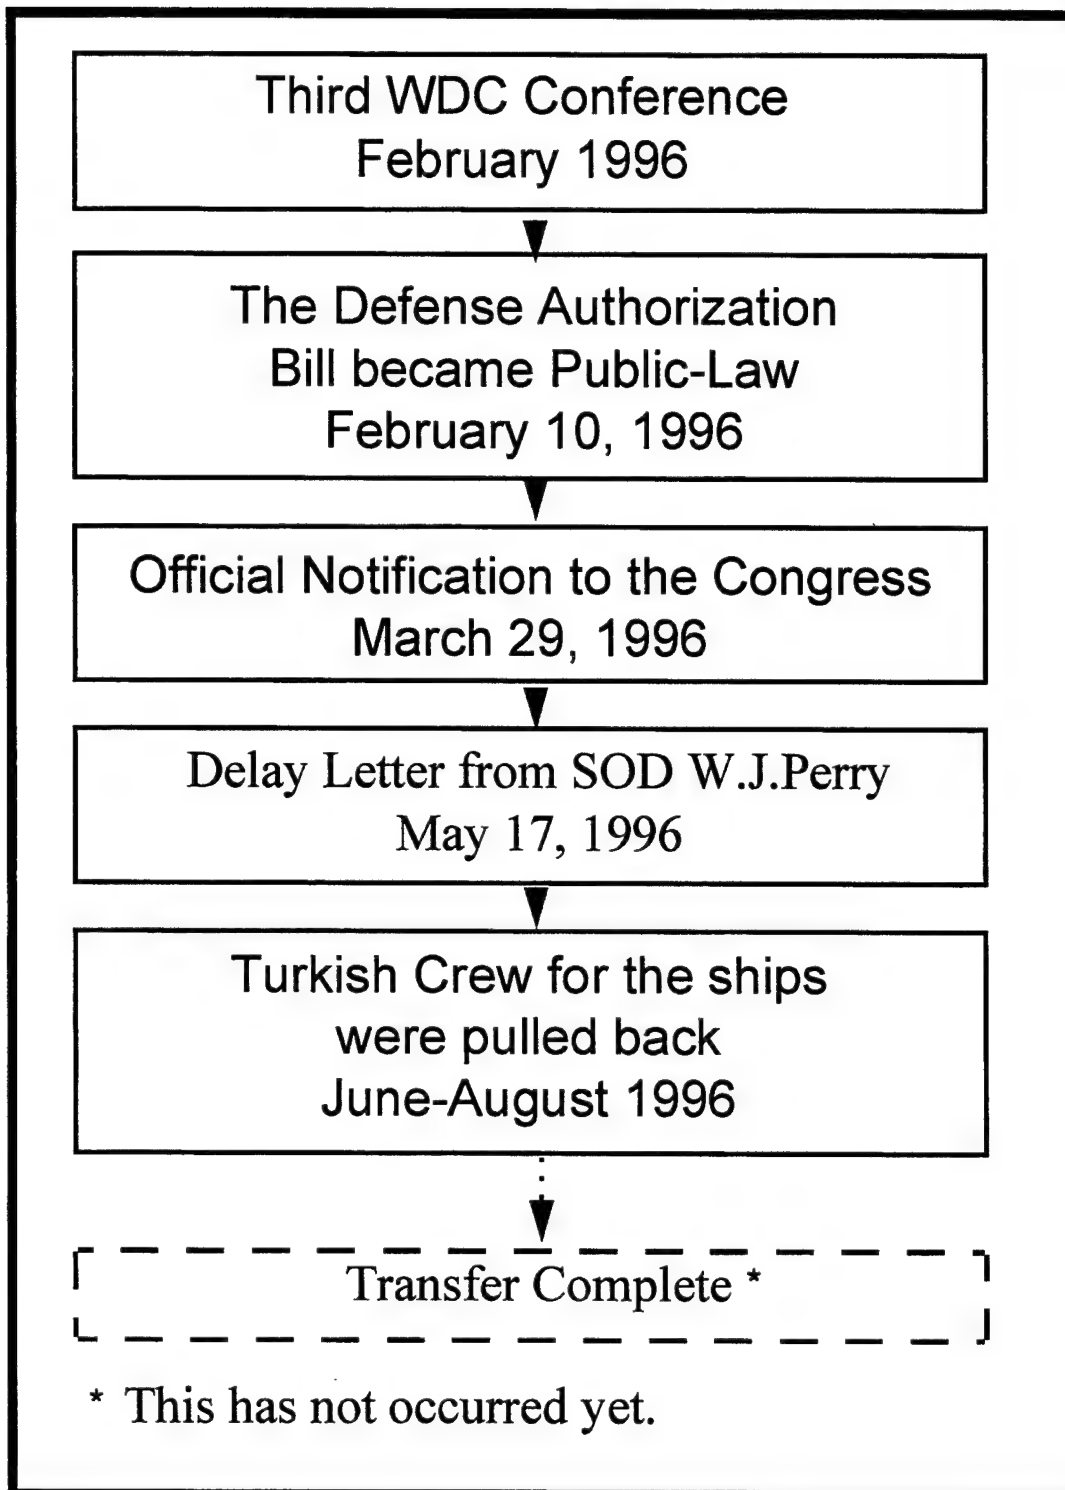 Third WDC Conference
February 1996
The Defense Authorization
Bill became Public-Law
February 10, 1996
Official Notification to the Congress
March 29, 1996
Delay Letter from SOD W.J.Perry
May 17, 1996
Turkish Crew for the ships
were pulled back
June-August 1996
Transfer Complete *
* This has not occurred yet.